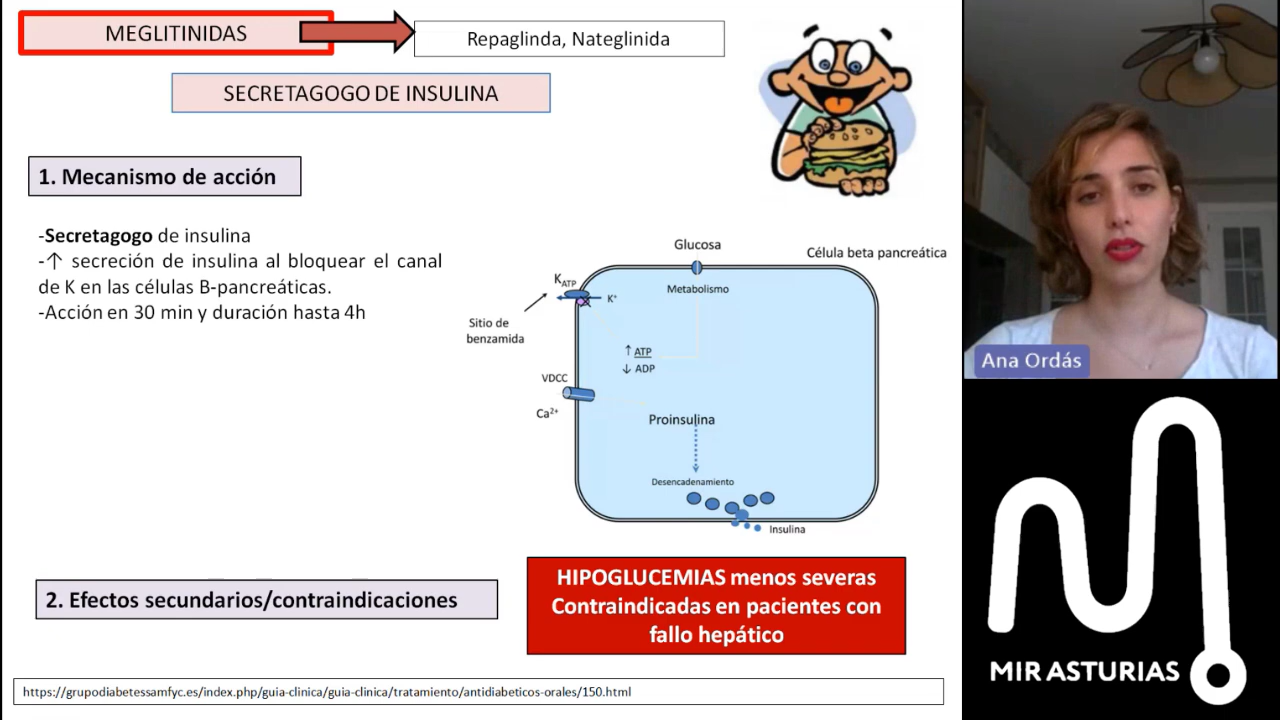 MEGLITINIDAS
Repaglinda, Nateglinida
SECRETAGOGO DE INSULINA
1. Mecanismo de acción
-Secretagogo de insulina
-↑ secreción de insulina al bloquear el canal
de K en las células B-pancreáticas.
-Acción en 30 min y duración hasta 4h
Glucosa
Célula beta pancreática
KATP
Metabolismo
K⁺
Sitio de
benzamida
↑ ATP
↓ ADP
VDCC
Ca²⁺
Proinsulina
Desencadenamiento
Insulina
2. Efectos secundarios/contraindicaciones
HIPOGLUCEMIAS menos severas
Contraindicadas en pacientes con
fallo hepático
https://grupodiabetessamfyc.es/index.php/guia-clinica/guia-clinica/tratamiento/antidiabeticos-orales/150.html
Ana Ordás
MIR ASTURIAS